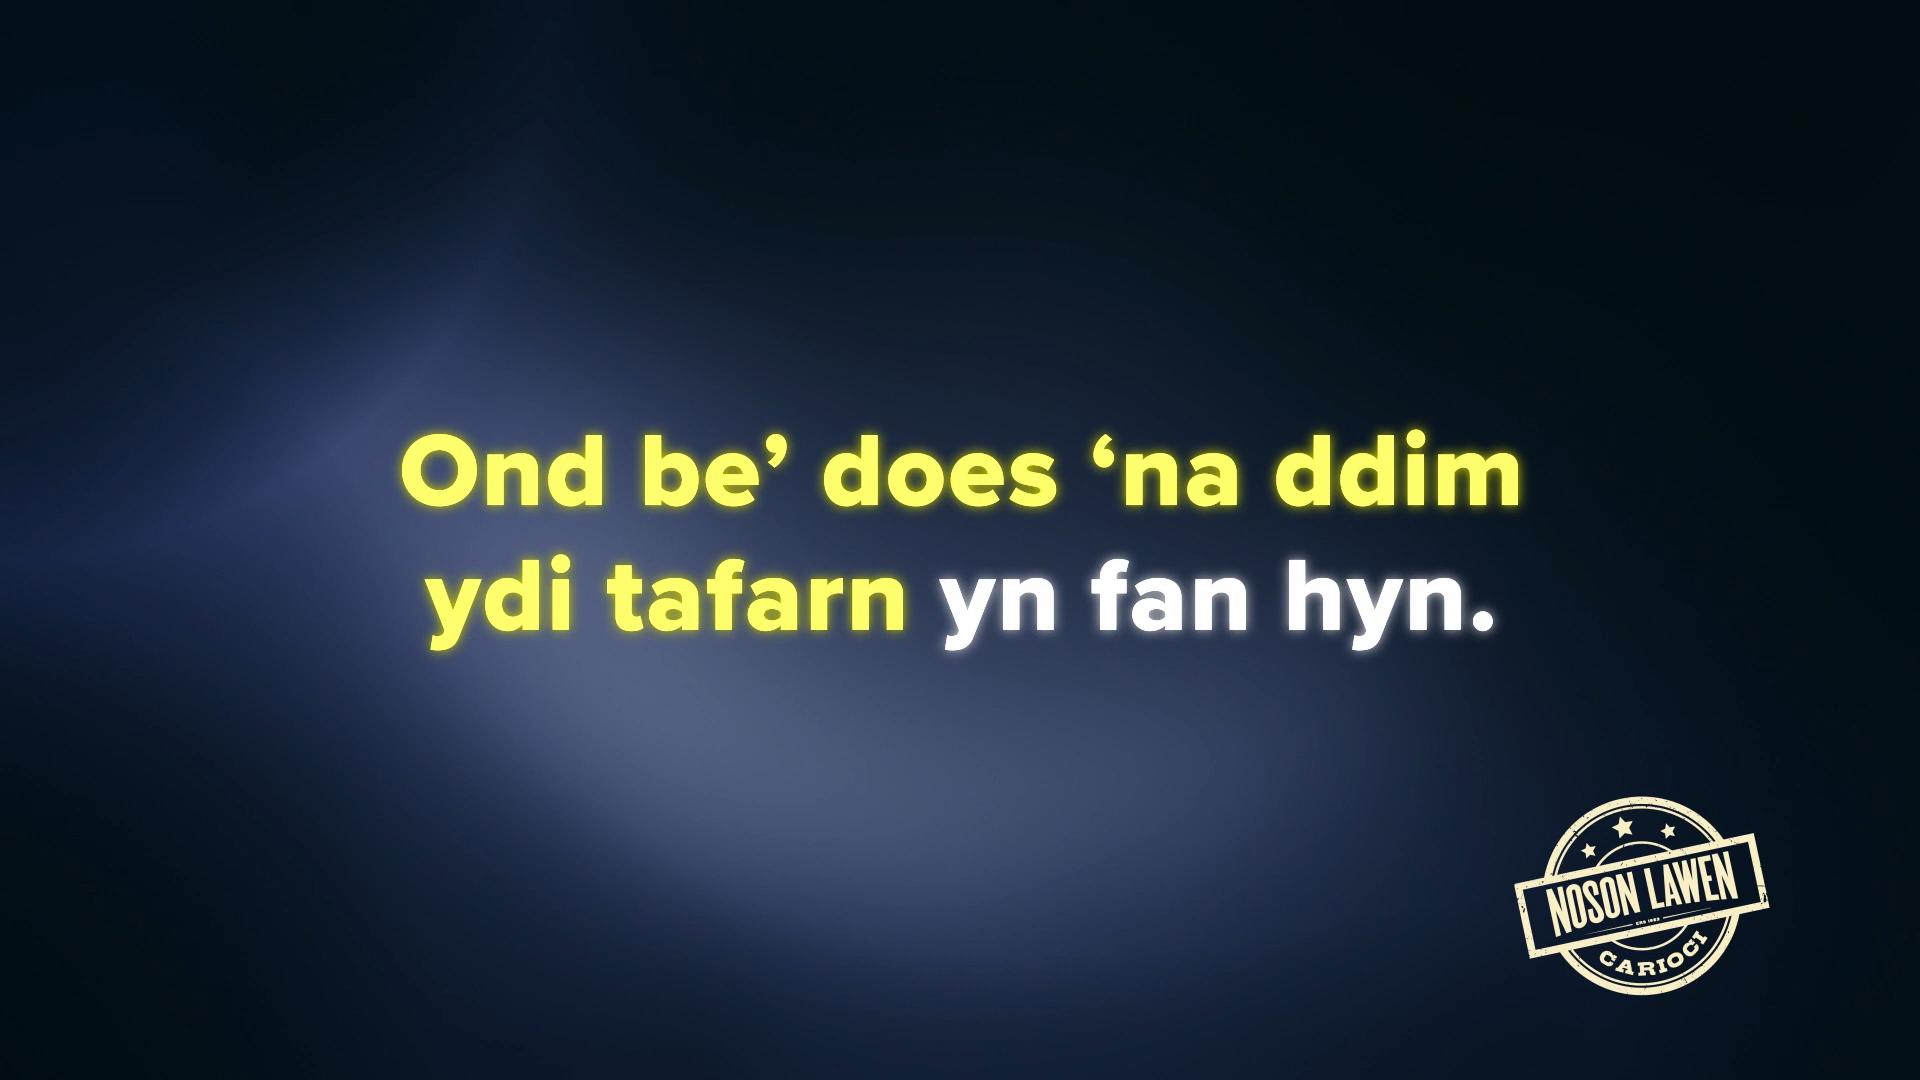 Ond be’ does ‘na ddim
ydi tafarn yn fan hyn.
NOSON LAWEN
CARIOCI